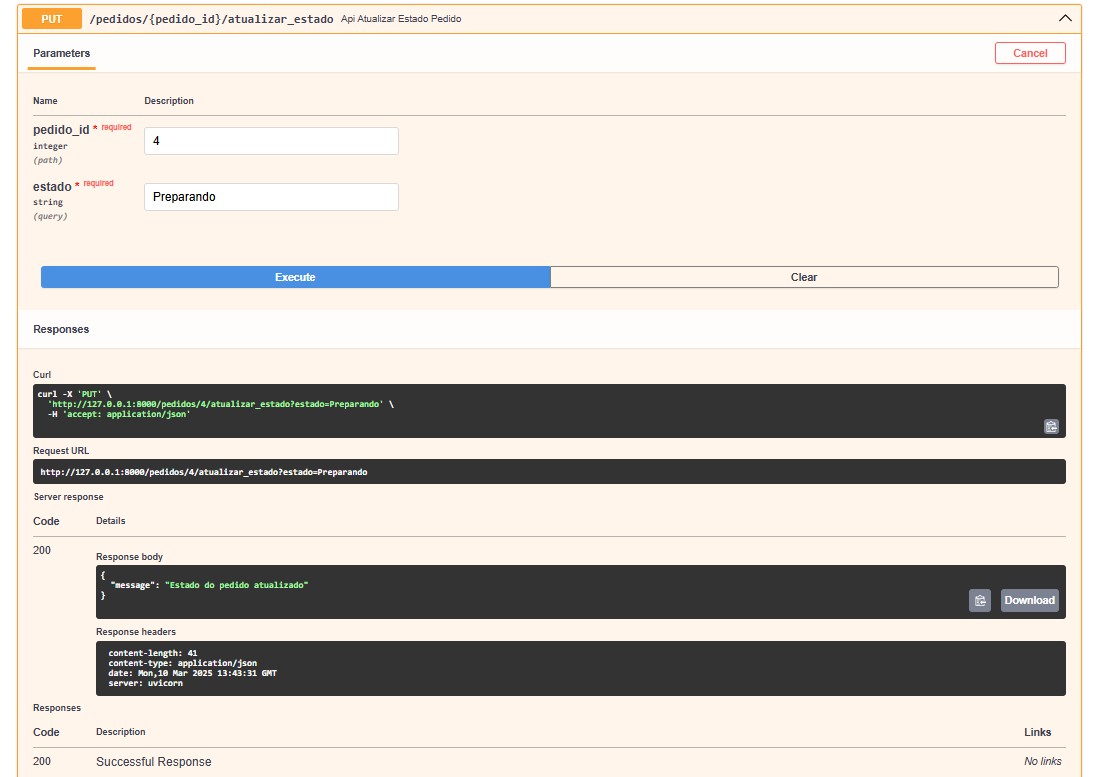 PUT /pedidos/{pedido_id}/atualizar_estado Api Atualizar Estado Pedido
Parameters
Cancel
Name Description
pedido_id * required
integer
(path)
4
estado * required
string
(query)
Preparando
Execute Clear
Responses
Curl
curl -X 'PUT' \
'http://127.0.0.1:8000/pedidos/4/atualizar_estado?estado=Preparando' \
-H 'accept: application/json'
Request URL
http://127.0.0.1:8000/pedidos/4/atualizar_estado?estado=Preparando
Server response
Code Details
200
Response body
{
"message": "Estado do pedido atualizado"
}
Download
Response headers
content-length: 41
content-type: application/json
date: Mon,10 Mar 2025 13:43:31 GMT
server: uvicorn
Responses
Code Description Links
200 Successful Response No links